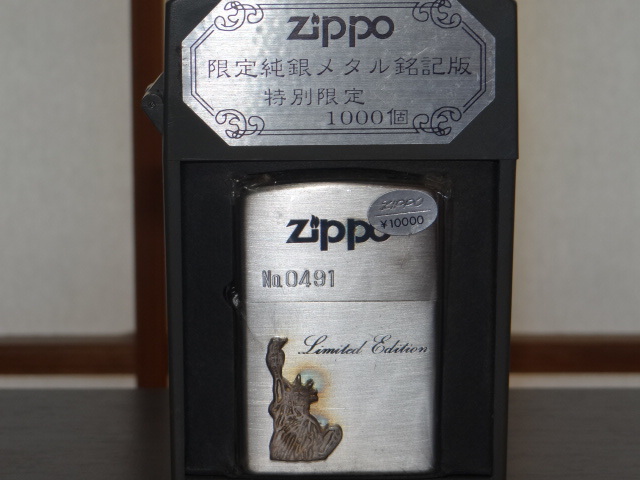 zippo
限定純銀メタル銘記版
特別限定
1000個
zippo
ZIPPO
¥10000
No.0491
Limited Edition